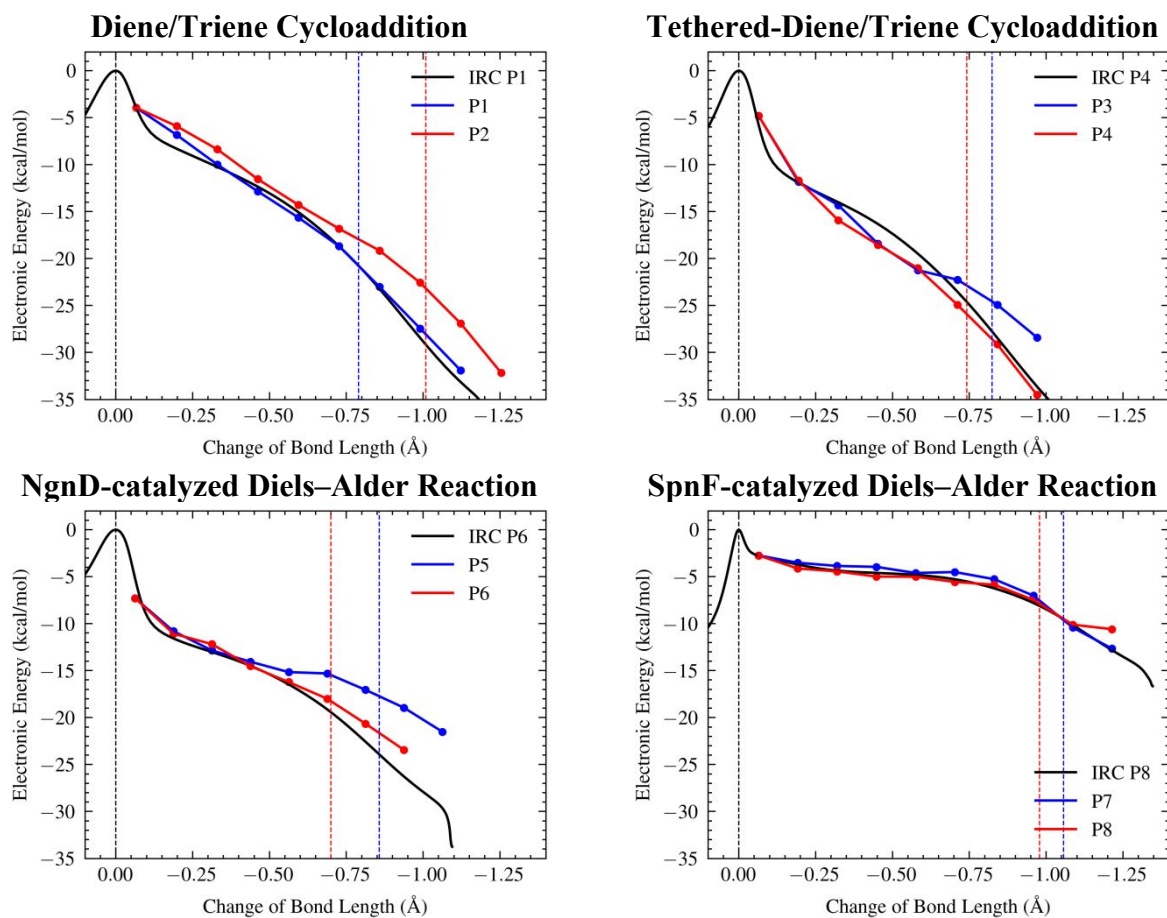 Diene/Triene Cycloaddition
Electronic Energy (kcal/mol)
0
−5
−10
−15
−20
−25
−30
−35
IRC P1
P1
P2
0.00 −0.25 −0.50 −0.75 −1.00 −1.25
Change of Bond Length (Å)
Tethered-Diene/Triene Cycloaddition
Electronic Energy (kcal/mol)
0
−5
−10
−15
−20
−25
−30
−35
IRC P4
P3
P4
0.00 −0.25 −0.50 −0.75 −1.00 −1.25
Change of Bond Length (Å)
NgnD-catalyzed Diels–Alder Reaction
Electronic Energy (kcal/mol)
0
−5
−10
−15
−20
−25
−30
−35
IRC P6
P5
P6
0.00 −0.25 −0.50 −0.75 −1.00 −1.25
Change of Bond Length (Å)
SpnF-catalyzed Diels–Alder Reaction
Electronic Energy (kcal/mol)
0
−5
−10
−15
−20
−25
−30
−35
IRC P8
P7
P8
0.00 −0.25 −0.50 −0.75 −1.00 −1.25
Change of Bond Length (Å)